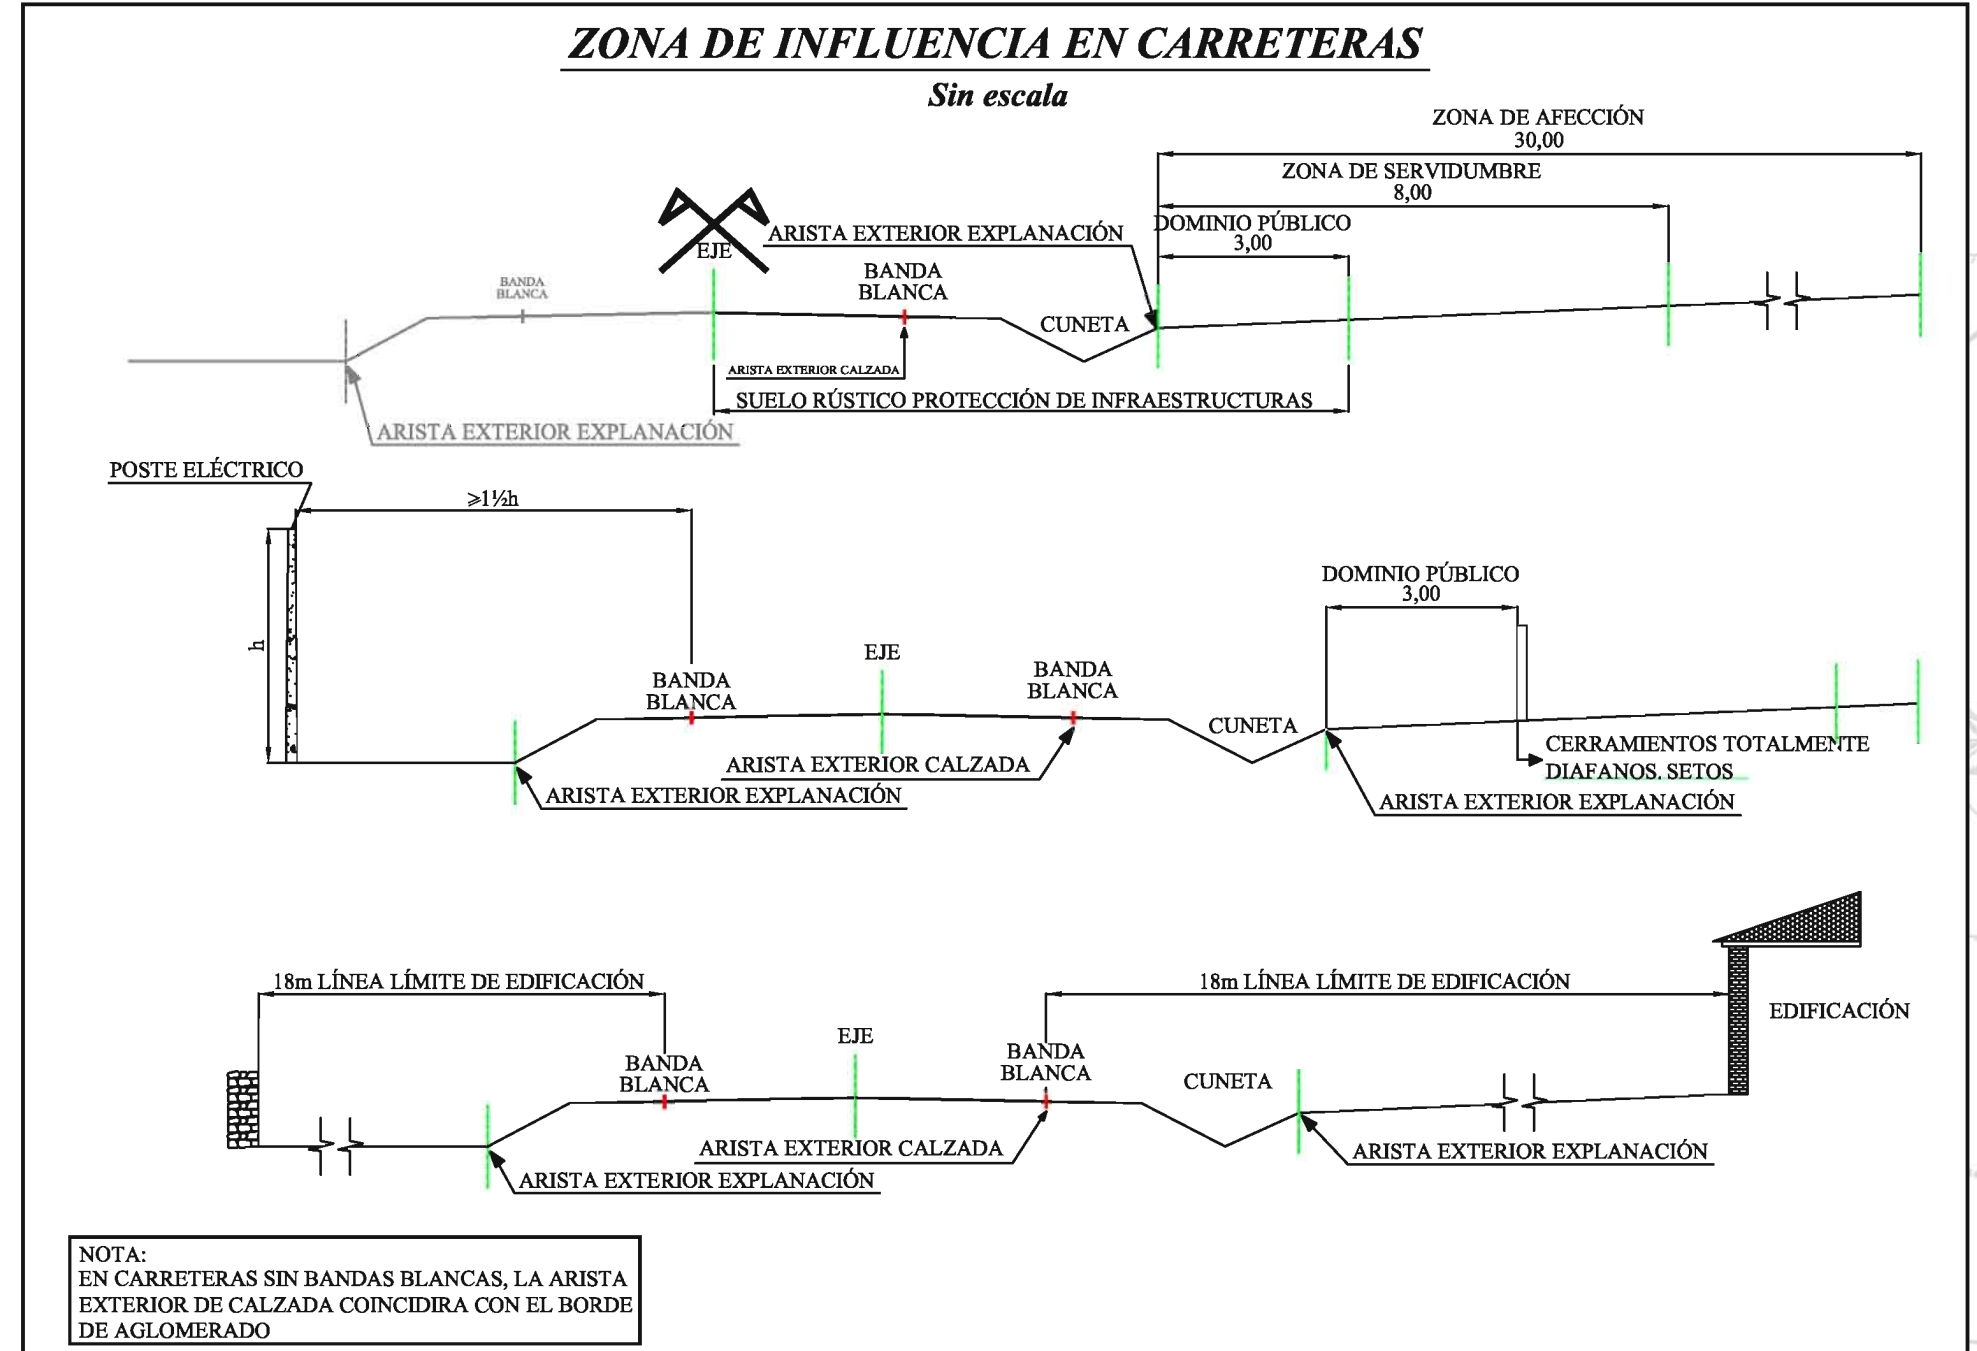 ZONA DE INFLUENCIA EN CARRETERAS
Sin escala
ZONA DE AFECCIÓN
30,00
ZONA DE SERVIDUMBRE
8,00
DOMINIO PÚBLICO
3,00
ARISTA EXTERIOR EXPLANACIÓN
EJE
BANDA
BLANCA
BANDA
BLANCA
CUNETA
ARISTA EXTERIOR CALZADA
SUELO RÚSTICO PROTECCIÓN DE INFRAESTRUCTURAS
ARISTA EXTERIOR EXPLANACIÓN
POSTE ELÉCTRICO
≥1½h
h
DOMINIO PÚBLICO
3,00
EJE
BANDA
BLANCA
BANDA
BLANCA
CUNETA
ARISTA EXTERIOR CALZADA
ARISTA EXTERIOR EXPLANACIÓN
CERRAMIENTOS TOTALMENTE
DIAFANOS. SETOS
ARISTA EXTERIOR EXPLANACIÓN
18m LÍNEA LÍMITE DE EDIFICACIÓN
18m LÍNEA LÍMITE DE EDIFICACIÓN
EDIFICACIÓN
EJE
BANDA
BLANCA
BANDA
BLANCA
CUNETA
ARISTA EXTERIOR CALZADA
ARISTA EXTERIOR EXPLANACIÓN
ARISTA EXTERIOR EXPLANACIÓN
NOTA:
EN CARRETERAS SIN BANDAS BLANCAS, LA ARISTA
EXTERIOR DE CALZADA COINCIDIRA CON EL BORDE
DE AGLOMERADO